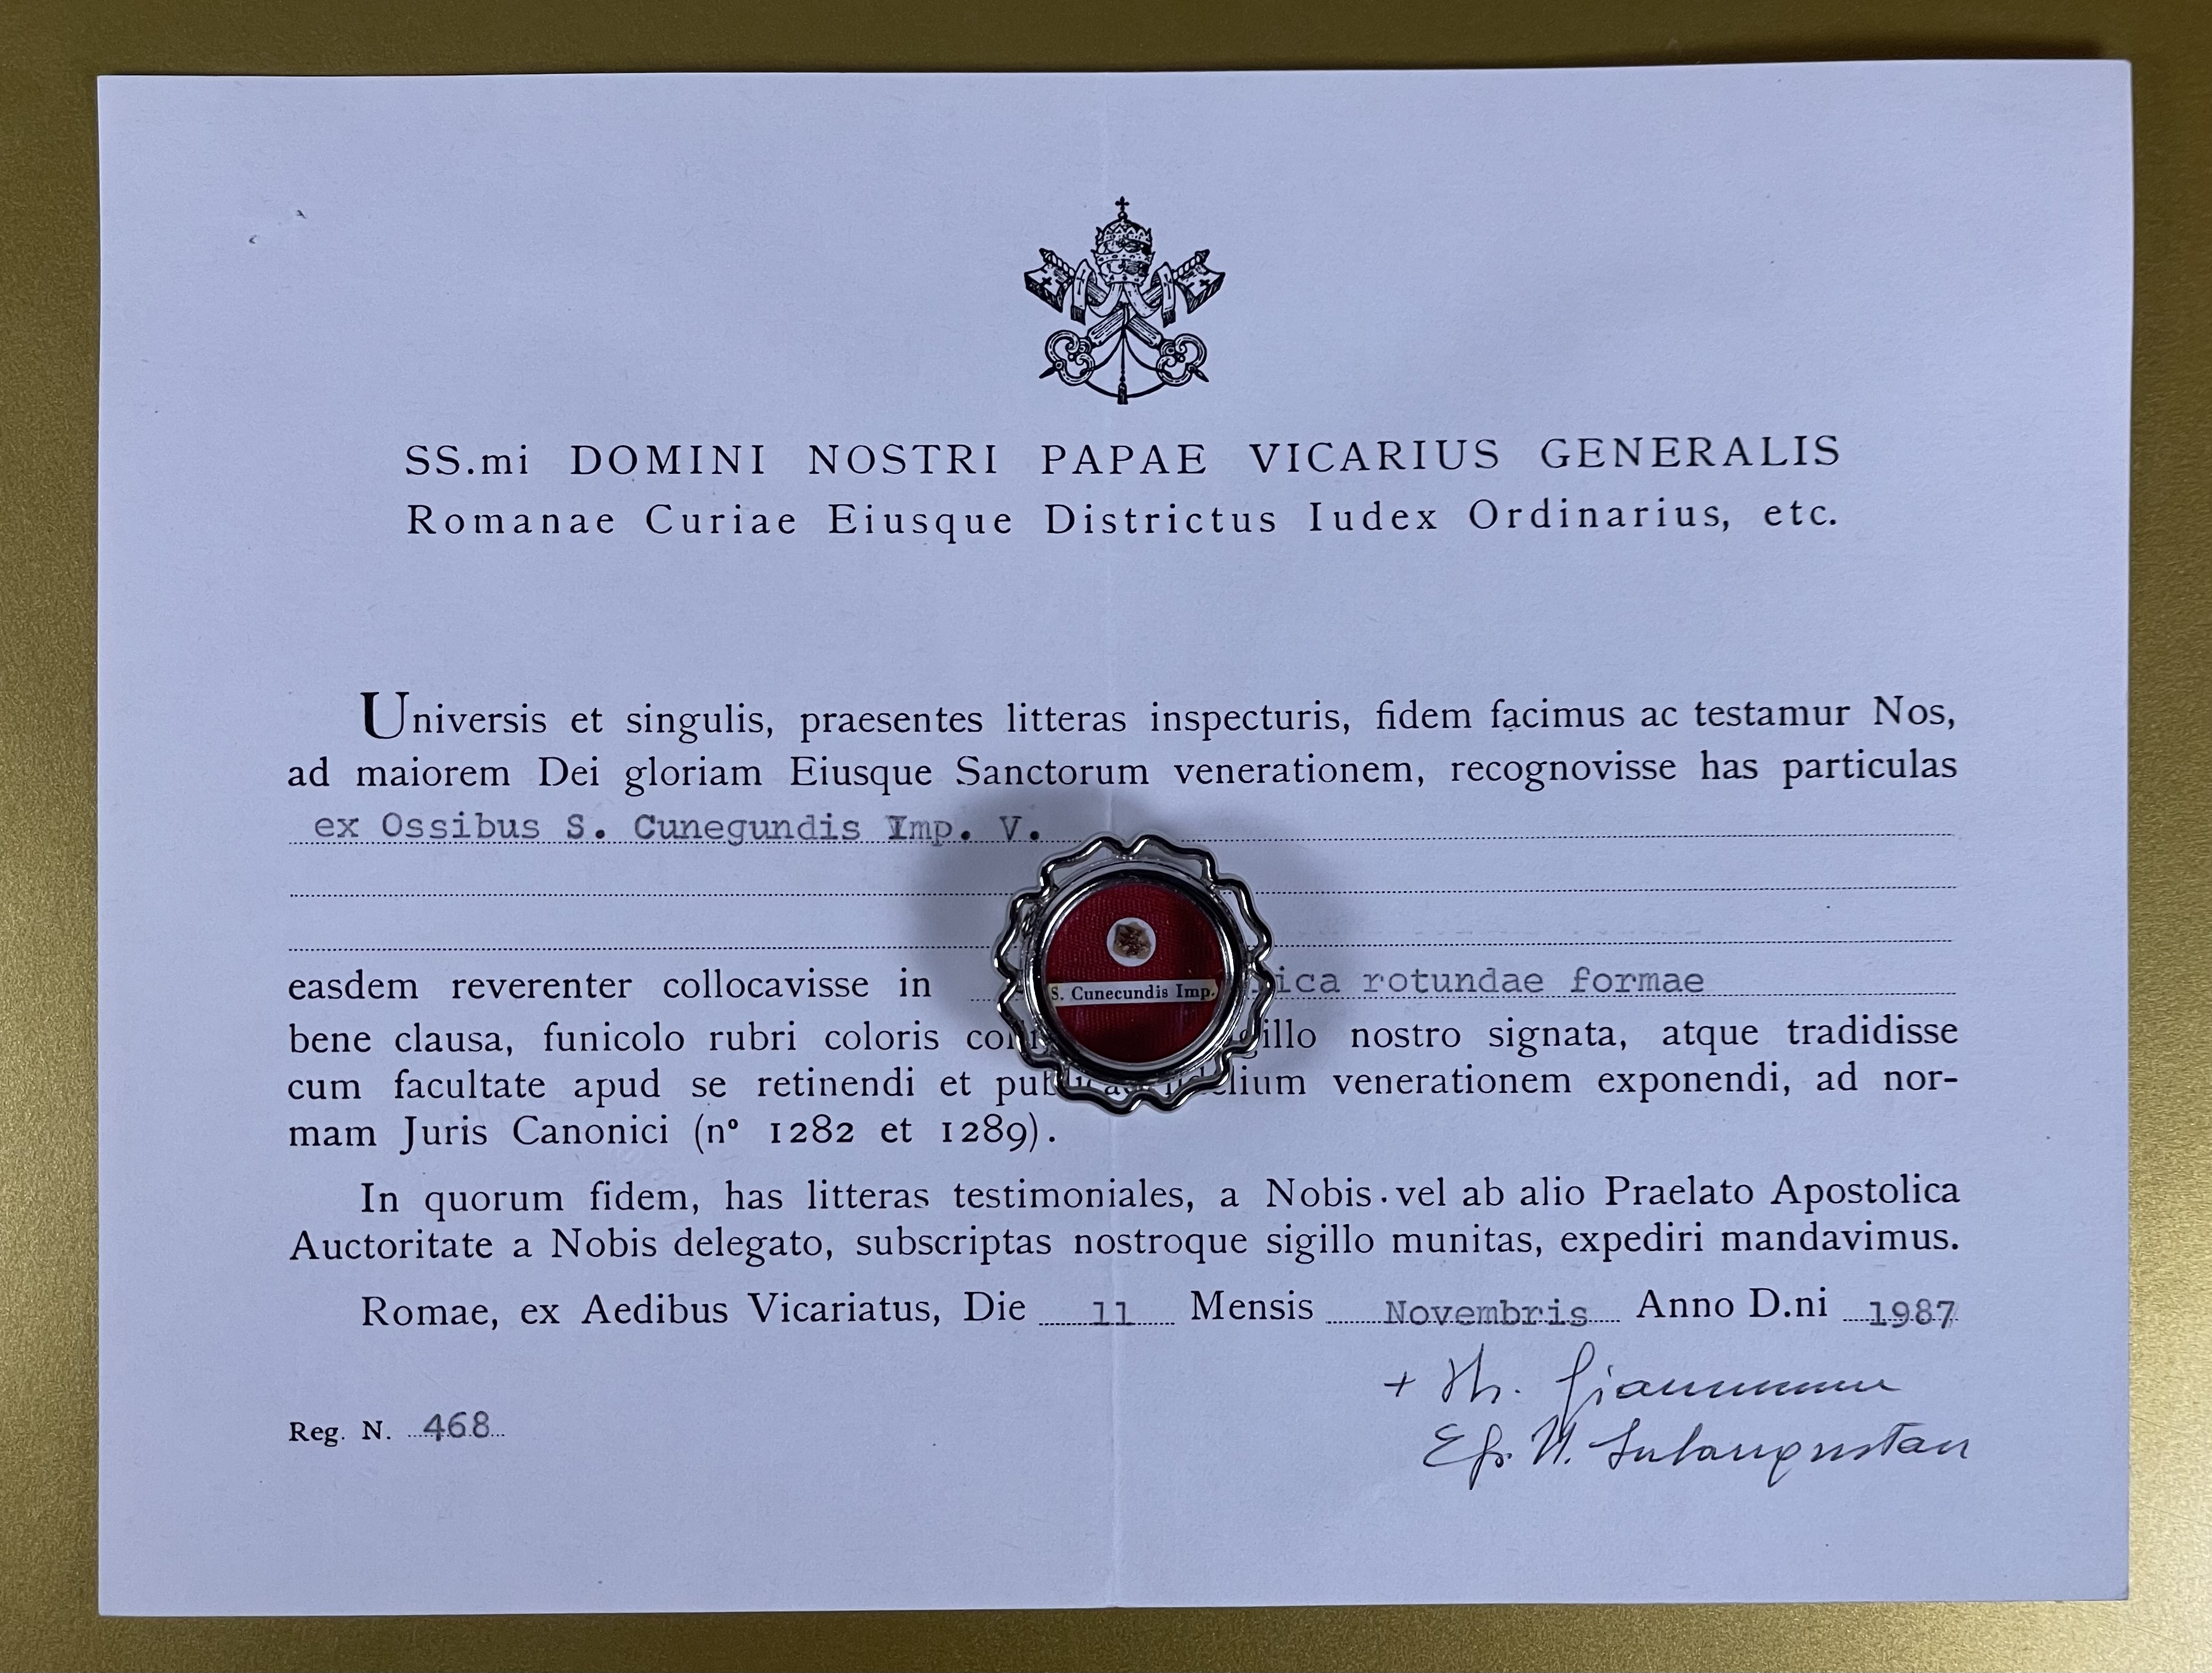 SS.mi DOMINI NOSTRI PAPAE VICARIUS GENERALIS
Romanae Curiae Eiusque Districtus Iudex Ordinarius, etc.
Universis et singulis, praesentes litteras inspecturis, fidem facimus ac testamur Nos,
ad maiorem Dei gloriam Eiusque Sanctorum venerationem, recognovisse has particulas
ex Ossibus S. Cunegundis Imp. V.
easdem reverenter collocavisse in rotundae formae
S. Cunecundis Imp.
bene clausa, funicolo rubri coloris nostro signata, atque tradidisse
cum facultate apud se retinendi et venerationem exponendi, ad nor-
mam Juris Canonici (nº 1282 et 1289).
In quorum fidem, has litteras testimoniales, a Nobis vel ab alio Praelato Apostolica
Auctoritate a Nobis delegato, subscriptas nostroque sigillo munitas, expediri mandavimus.
Romae, ex Aedibus Vicariatus, Die 11 Mensis Novembris Anno D.ni 1987
Reg. N. 468